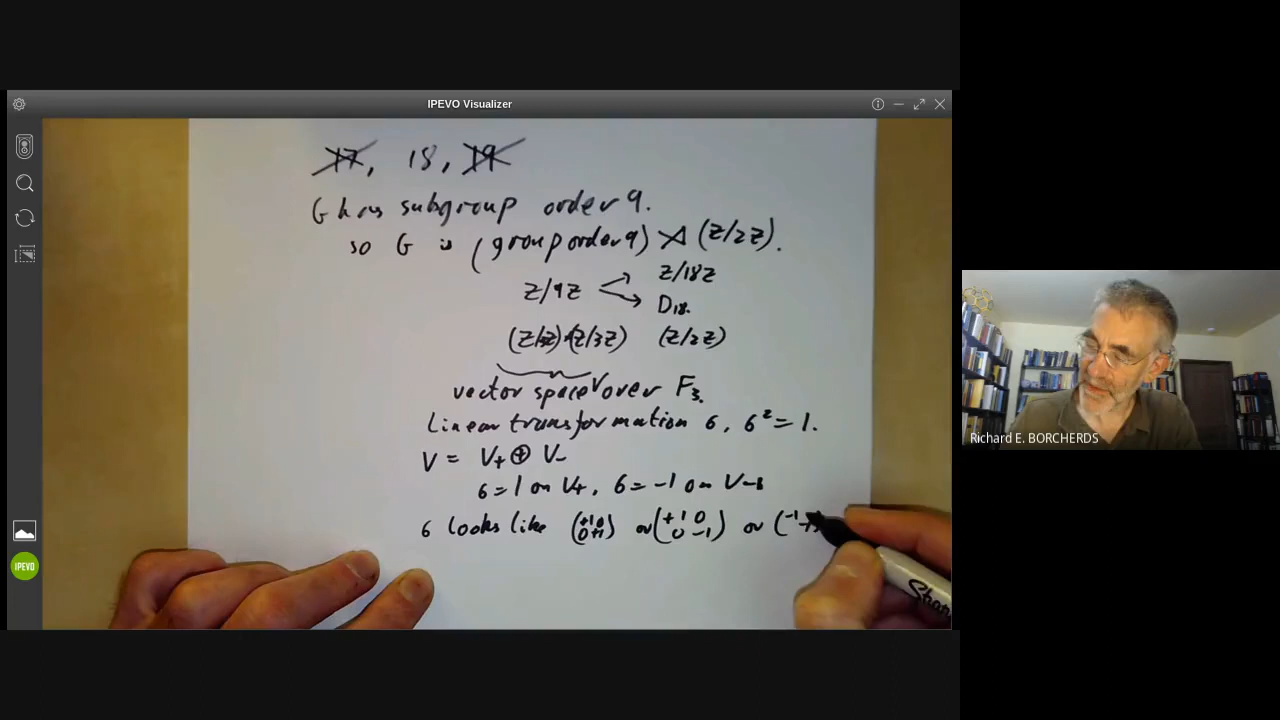 IPEVO Visualizer
17, 18, 19
G has subgroup order 9.
so G is (group order 9) ⋊ (Z/2Z).
Z/9Z → Z/18Z
→ D18.
(Z/3Z)×(Z/3Z) (Z/2Z)
vector space V over F3.
Linear transformation σ, σ² = 1.
V = V+ ⊕ V-
σ = 1 on V+, σ = -1 on V-
σ looks like (+1 0 0 +1) or (+1 0 0 -1) or (-1
IPEVO
Richard E. BORCHERDS